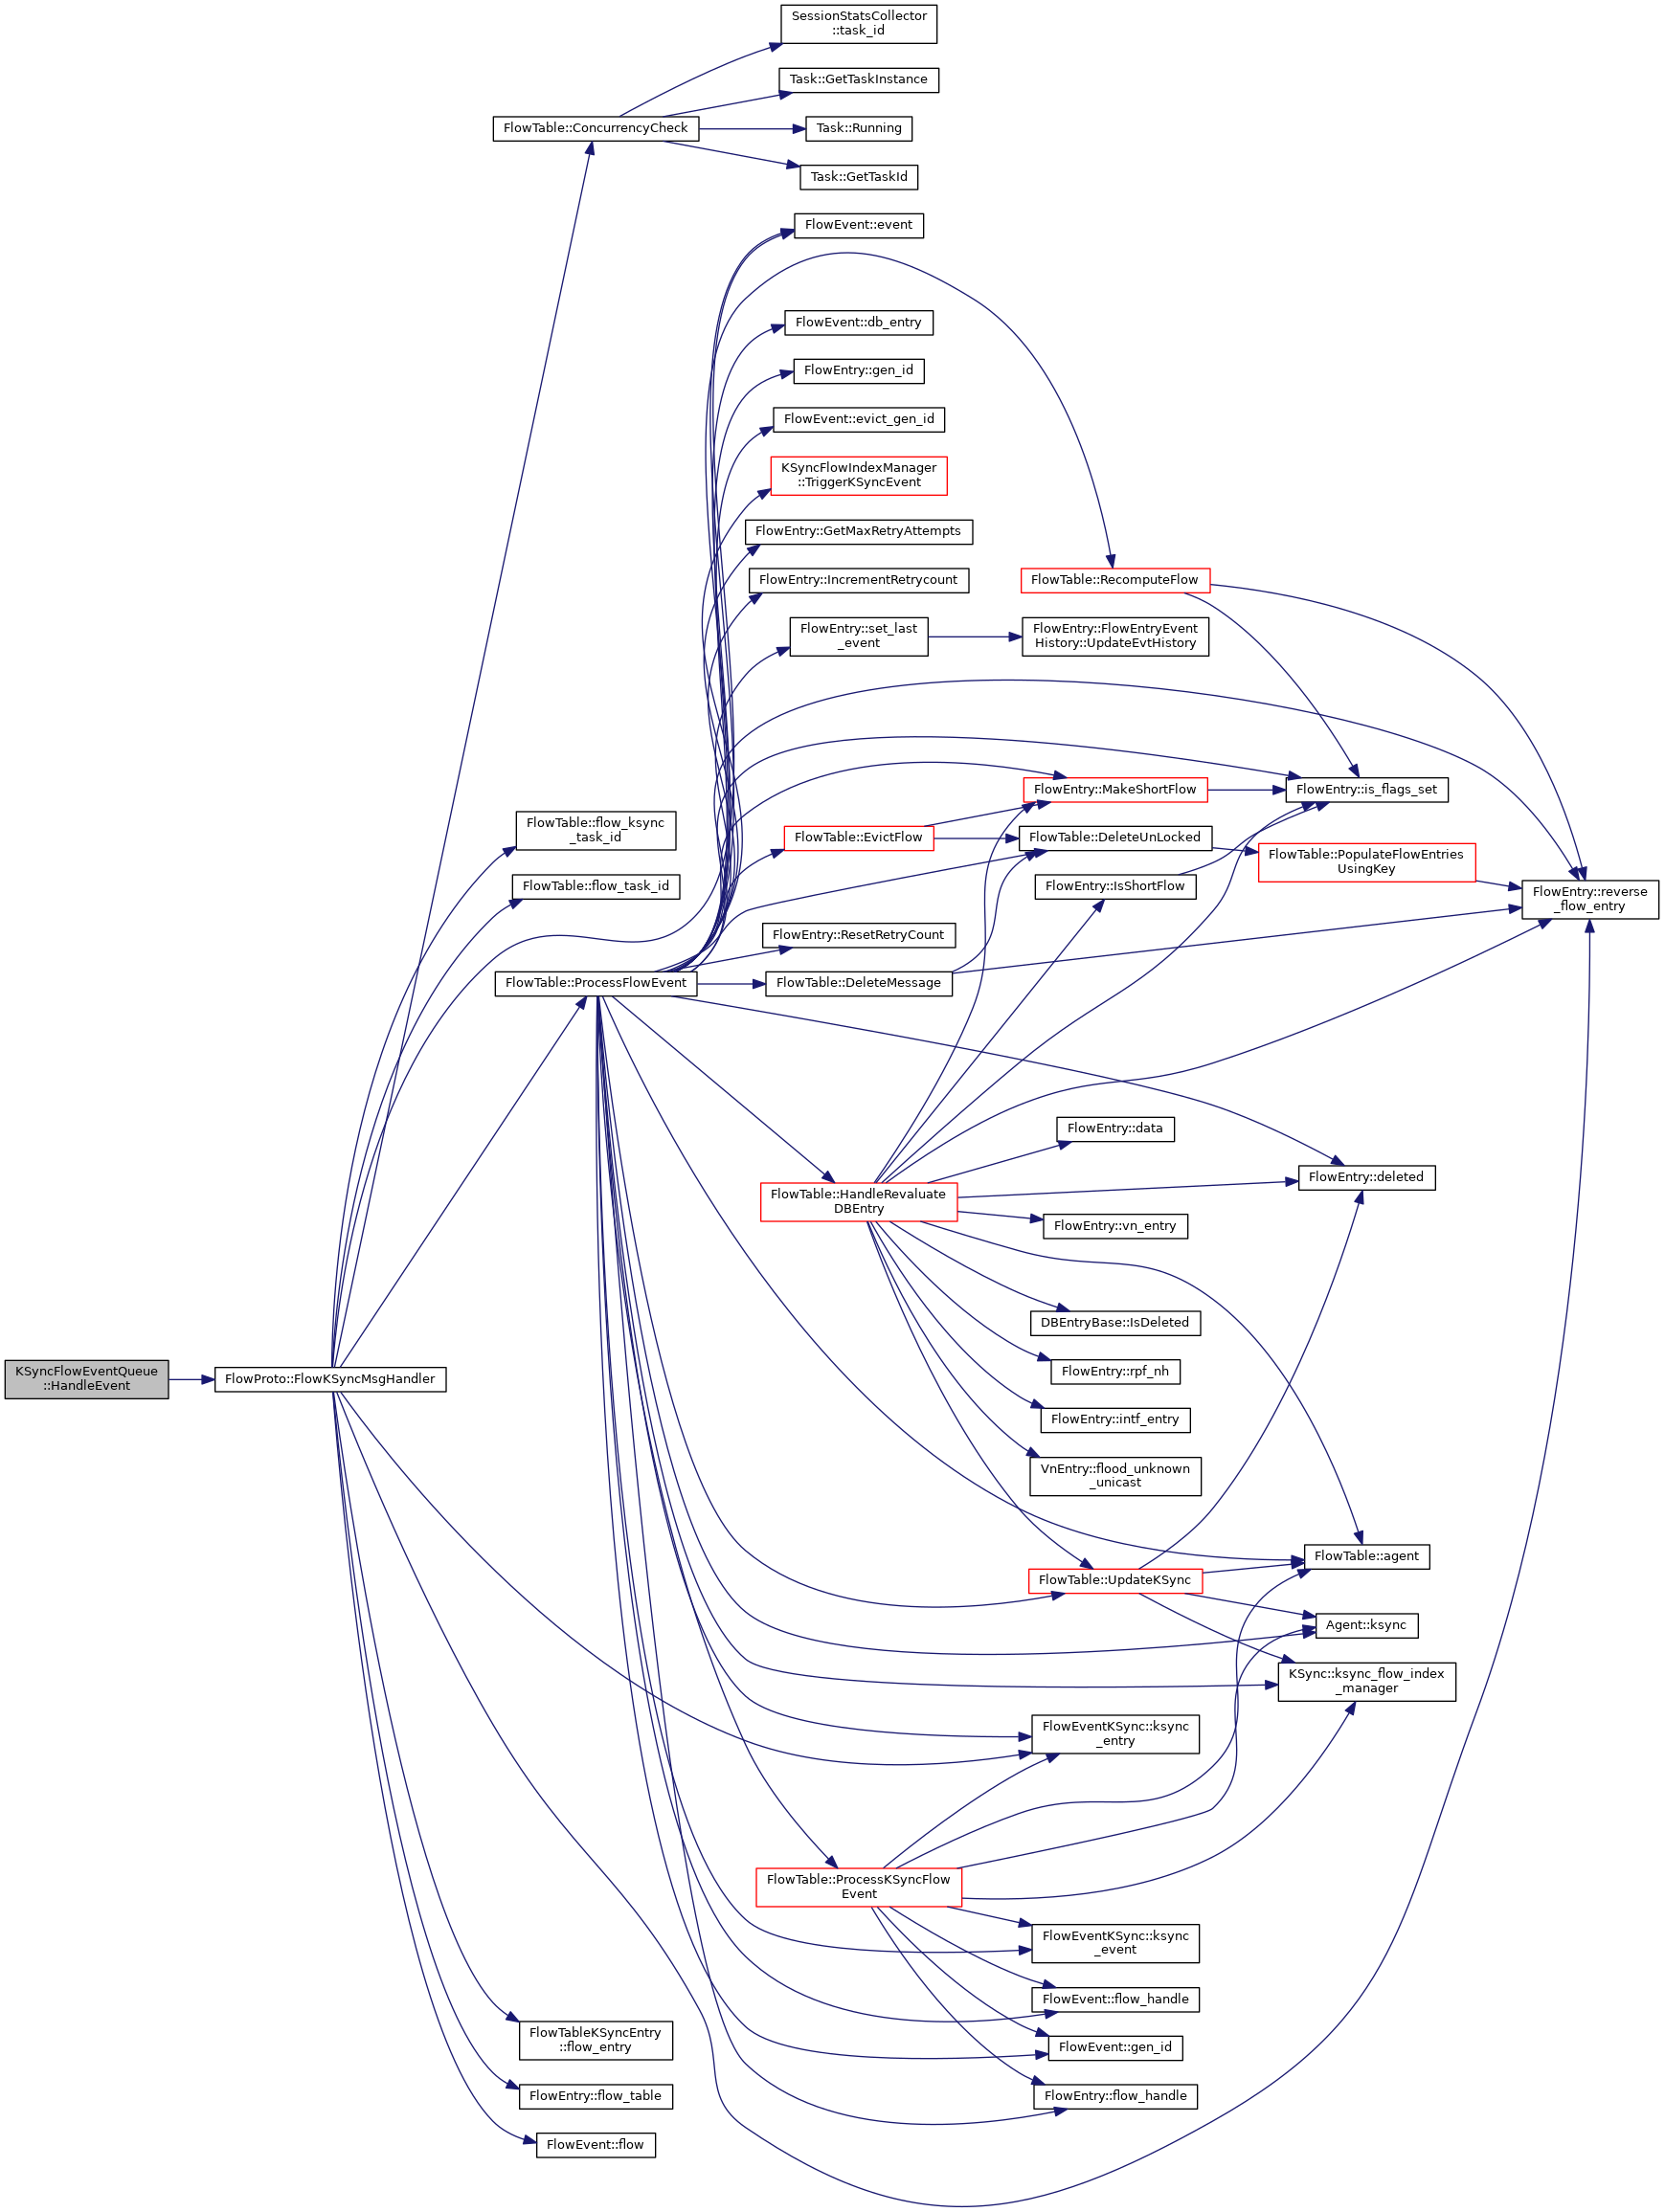 SessionStatsCollector
::task_id
Task::GetTaskInstance
FlowTable::ConcurrencyCheck
Task::Running
Task::GetTaskId
FlowEvent::event
FlowEvent::db_entry
FlowEntry::gen_id
FlowEvent::evict_gen_id
KSyncFlowIndexManager
::TriggerKSyncEvent
FlowEntry::GetMaxRetryAttempts
FlowEntry::IncrementRetrycount
FlowTable::RecomputeFlow
FlowEntry::set_last
_event
FlowEntry::FlowEntryEvent
History::UpdateEvtHistory
FlowEntry::MakeShortFlow
FlowEntry::is_flags_set
FlowTable::flow_ksync
_task_id
FlowTable::EvictFlow
FlowTable::DeleteUnLocked
FlowTable::PopulateFlowEntries
UsingKey
FlowTable::flow_task_id
FlowEntry::IsShortFlow
FlowEntry::reverse
_flow_entry
FlowEntry::ResetRetryCount
FlowTable::ProcessFlowEvent
FlowTable::DeleteMessage
FlowEntry::data
FlowEntry::deleted
FlowTable::HandleRevaluate
DBEntry
FlowEntry::vn_entry
DBEntryBase::IsDeleted
FlowEntry::rpf_nh
KSyncFlowEventQueue
::HandleEvent
FlowProto::FlowKSyncMsgHandler
FlowEntry::intf_entry
VnEntry::flood_unknown
_unicast
FlowTable::agent
FlowTable::UpdateKSync
Agent::ksync
KSync::ksync_flow_index
_manager
FlowEventKSync::ksync
_entry
FlowTable::ProcessKSyncFlow
Event
FlowEventKSync::ksync
_event
FlowEvent::flow_handle
FlowTableKSyncEntry
::flow_entry
FlowEvent::gen_id
FlowEntry::flow_table
FlowEntry::flow_handle
FlowEvent::flow